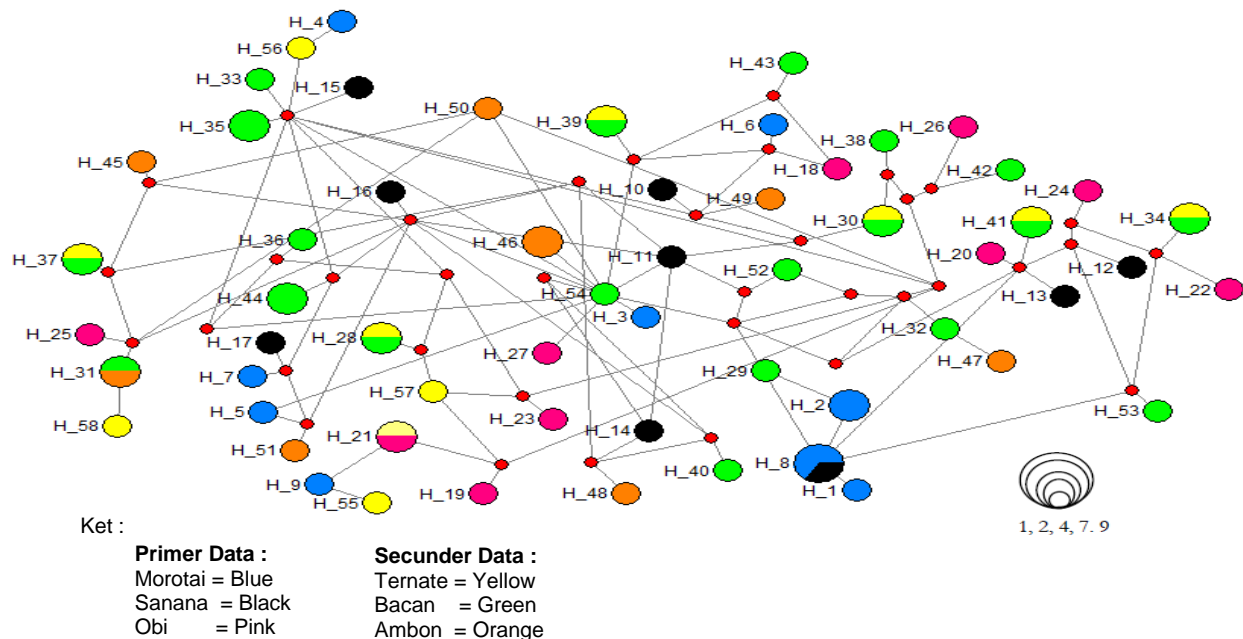 H_4
H_56
H_33
H_15
H_35
H_50
H_43
H_39
H_6
H_38
H_26
H_45
H_18
H_42
H_16
H_10
H_49
H_24
H_30
H_41
H_34
H_36
H_46
H_11
H_20
H_37
H_52
H_12
H_44
H_54
H_13
H_22
H_3
H_25
H_17
H_28
H_27
H_32
H_47
H_31
H_7
H_29
H_57
H_5
H_2
H_58
H_23
H_53
H_51
H_21
H_14
H_8
H_40
H_9
H_1
H_55
H_19
H_48
1, 2, 4, 7. 9
Ket :
Primer Data : Secunder Data :
Morotai = Blue Ternate = Yellow
Sanana = Black Bacan = Green
Obi = Pink Ambon = Orange